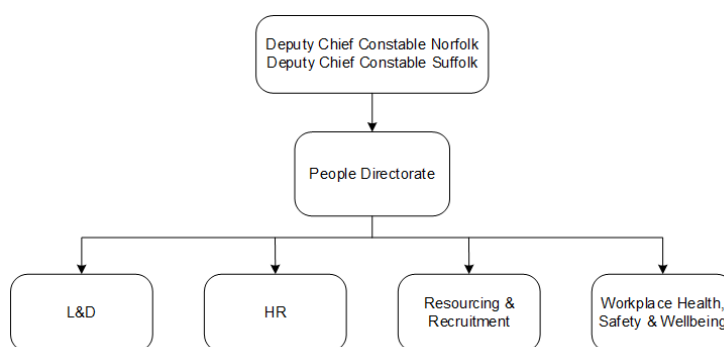 Deputy Chief Constable Norfolk
Deputy Chief Constable Suffolk
People Directorate
L&D
HR
Resourcing &
Recruitment
Workplace Health,
Safety & Wellbeing